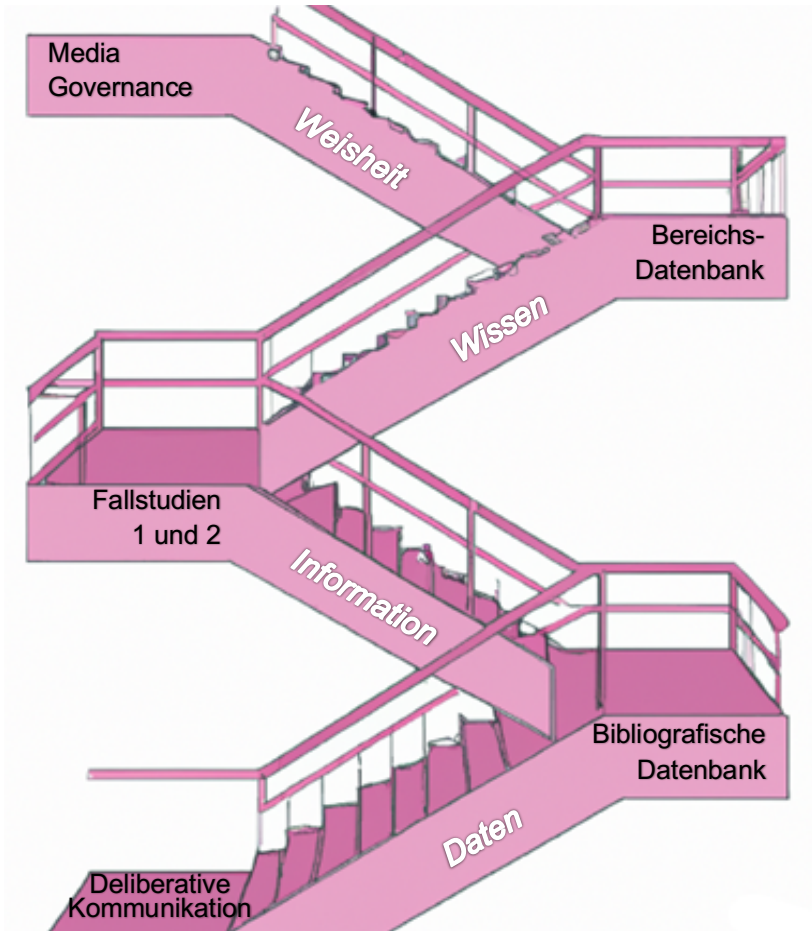 Media
Governance
Weisheit
Bereichs-
Datenbank
Wissen
Fallstudien
1 und 2
Information
Bibliografische
Datenbank
Daten
Deliberative
Kommunikation